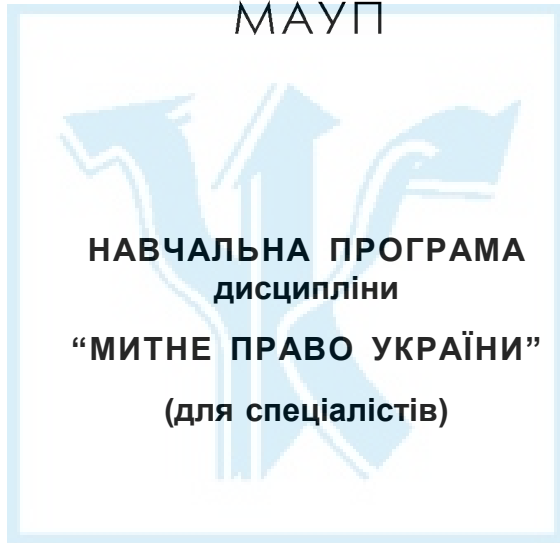 МАУП
НАВЧАЛЬНА ПРОГРАМА
дисципліни
“МИТНЕ ПРАВО УКРАЇНИ”
(для спеціалістів)